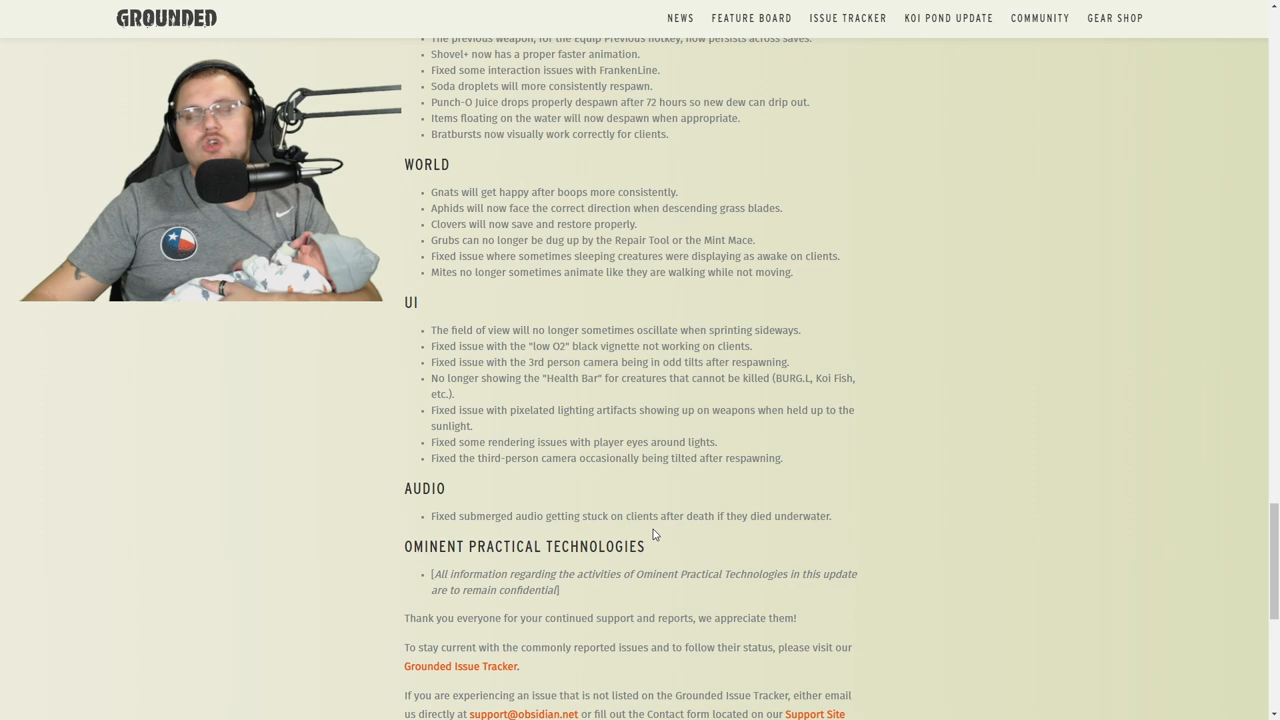 GROUNDED
NEWS FEATURE BOARD ISSUE TRACKER KOI POND UPDATE COMMUNITY GEAR SHOP
The previous weapon, for the Equip Previous hotkey, now persists across saves.
Shovel+ now has a proper faster animation.
Fixed some interaction issues with FrankenLine.
Soda droplets will more consistently respawn.
Punch-O Juice drops properly despawn after 72 hours so new dew can drip out.
Items floating on the water will now despawn when appropriate.
Bratbursts now visually work correctly for clients.
WORLD
Gnats will get happy after boops more consistently.
Aphids will now face the correct direction when descending grass blades.
Clovers will now save and restore properly.
Grubs can no longer be dug up by the Repair Tool or the Mint Mace.
Fixed issue where sometimes sleeping creatures were displaying as awake on clients.
Mites no longer sometimes animate like they are walking while not moving.
UI
The field of view will no longer sometimes oscillate when sprinting sideways.
Fixed issue with the "low O2" black vignette not working on clients.
Fixed issue with the 3rd person camera being in odd tilts after respawning.
No longer showing the "Health Bar" for creatures that cannot be killed (BURG.L, Koi Fish,
etc.).
Fixed issue with pixelated lighting artifacts showing up on weapons when held up to the
sunlight.
Fixed some rendering issues with player eyes around lights.
Fixed the third-person camera occasionally being tilted after respawning.
AUDIO
Fixed submerged audio getting stuck on clients after death if they died underwater.
OMINENT PRACTICAL TECHNOLOGIES
[All information regarding the activities of Ominent Practical Technologies in this update
are to remain confidential]
Thank you everyone for your continued support and reports, we appreciate them!
To stay current with the commonly reported issues and to follow their status, please visit our
Grounded Issue Tracker.
If you are experiencing an issue that is not listed on the Grounded Issue Tracker, either email
us directly at support@obsidian.net or fill out the Contact form located on our Support Site